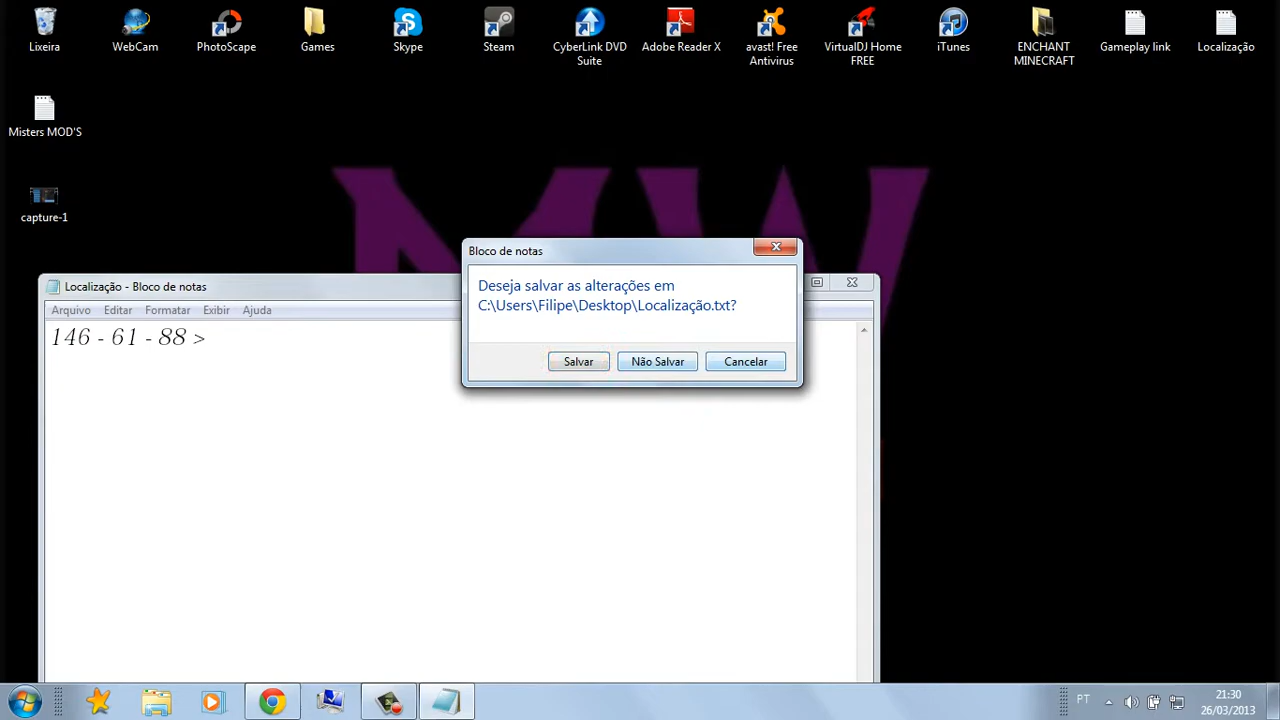 Lixeira
WebCam
PhotoScape
Games
Skype
Steam
CyberLink DVD
Suite
Adobe Reader X
avast! Free
Antivirus
VirtualDJ Home
FREE
iTunes
ENCHANT
MINECRAFT
Gameplay link
Localização
Misters MOD'S
capture-1
MW
Bloco de notas
Deseja salvar as alterações em
C:\Users\Filipe\Desktop\Localização.txt?
Salvar
Não Salvar
Cancelar
Localização - Bloco de notas
Arquivo Editar Formatar Exibir Ajuda
146 - 61 - 88 >
PT
21:30
26/03/2013